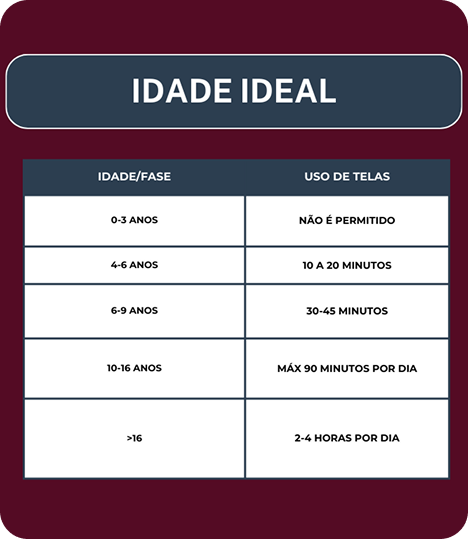 IDADE IDEAL
IDADE/FASE USO DE TELAS
0-3 ANOS NÃO É PERMITIDO
4-6 ANOS 10 A 20 MINUTOS
6-9 ANOS 30-45 MINUTOS
10-16 ANOS MÁX 90 MINUTOS POR DIA
>16 2-4 HORAS POR DIA